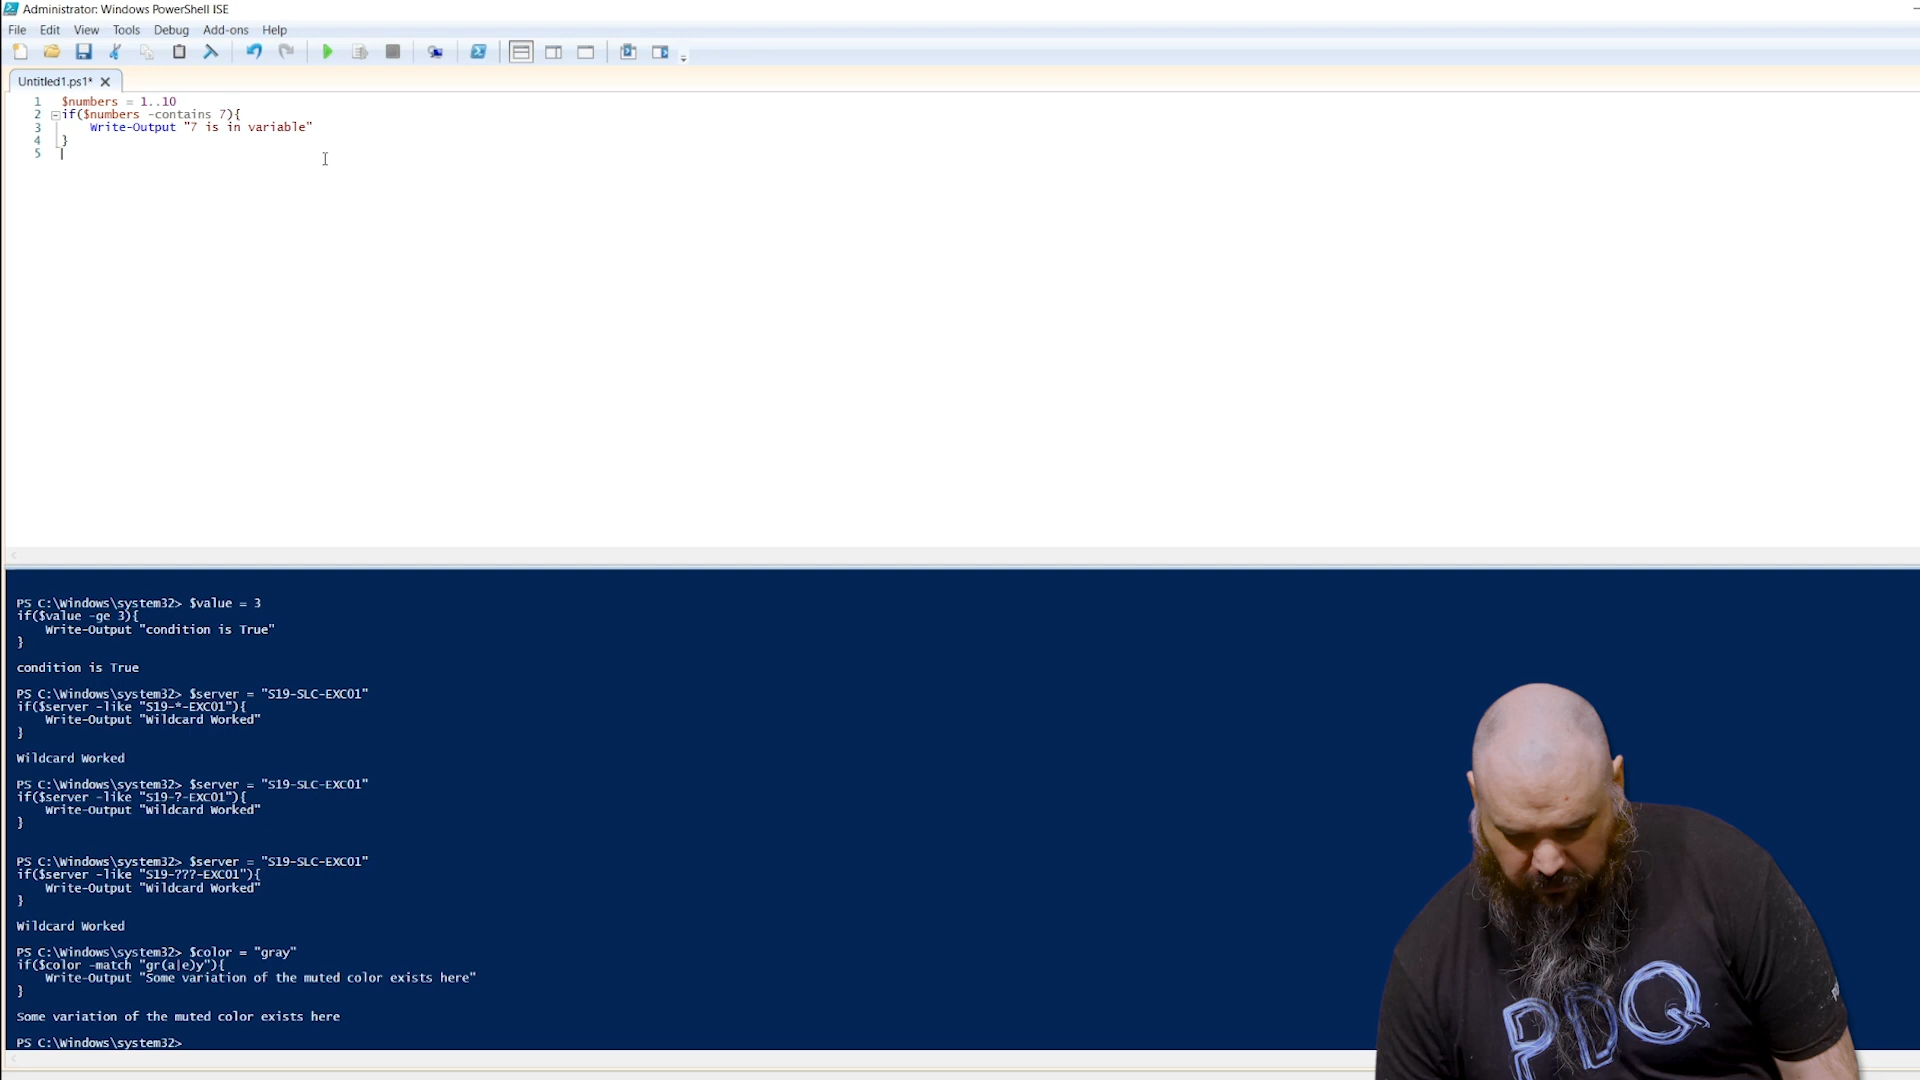 Administrator: Windows PowerShell ISE
File Edit View Tools Debug Add-ons Help
Untitled1.ps1*
1 $numbers = 1..10
2 if($numbers -contains 7){
3 Write-Output "7 is in variable"
4 }
5
PS C:\Windows\system32> $value = 3
if($value -ge 3){
Write-Output "condition is True"
}
condition is True
PS C:\Windows\system32> $server = "S19-SLC-EXC01"
if($server -like "S19-*-EXC01"){
Write-Output "Wildcard Worked"
}
Wildcard Worked
PS C:\Windows\system32> $server = "S19-SLC-EXC01"
if($server -like "S19-?-EXC01"){
Write-Output "Wildcard Worked"
}
PS C:\Windows\system32> $server = "S19-SLC-EXC01"
if($server -like "S19-???-EXC01"){
Write-Output "Wildcard Worked"
}
Wildcard Worked
PS C:\Windows\system32> $color = "gray"
if($color -match "gr(a|e)y"){
Write-Output "Some variation of the muted color exists here"
}
Some variation of the muted color exists here
PS C:\Windows\system32>
PDQ